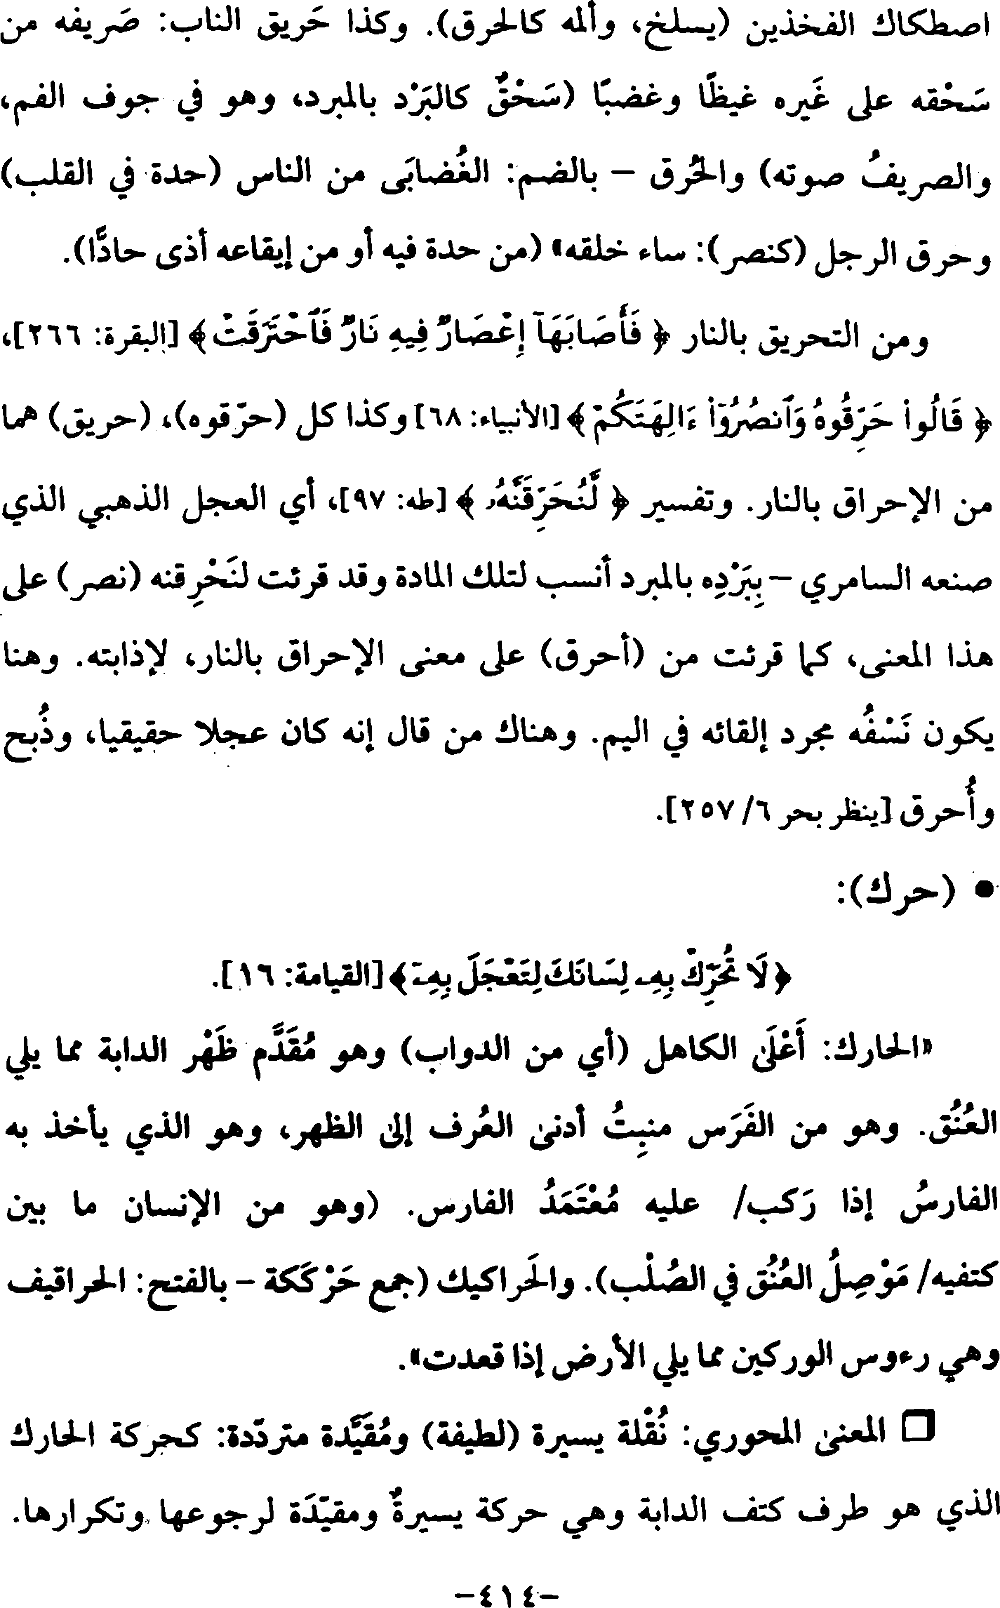 اصطكاك الفخذين (يسلخ، وألمه كالحرق). وكذا حَريق الناب: صَريفه من
سَحْقه على غَيره غيظًا وغضبًا (سَحْقٌ كالبَرْد بالمبرد، وهو في جوف الفم،
والصريفُ صوته) والحُرق – بالضم: الغُضابَى من الناس (حدة في القلب)
وحرق الرجل (كنصر): ساء خلقه» (من حدة فيه أو من إيقاعه أذى حادًّا).
ومن التحريق بالنار ﴿ فَأَصَابَهَآ إِعْصَارٌ فِيهِ نَارٌ فَٱحْتَرَقَتْ ﴾ [البقرة: ٢٦٦]،
﴿ قَالُوا۟ حَرِّقُوهُ وَٱنصُرُوٓا۟ ءَالِهَتَكُمْ ﴾ [الأنبياء: ٦٨] وكذا كل (حرّقوه)، (حريق) هما
من الإحراق بالنار. وتفسير ﴿ لَّنُحَرِّقَنَّهُۥ ﴾ [طه: ٩٧]، أي العجل الذهبي الذي
صنعه السامري – بِبَرْدِه بالمبرد أنسب لتلك المادة وقد قرئت لنَحْرِقنه (نصر) على
هذا المعنى، كما قرئت من (أحرق) على معنى الإحراق بالنار، لإذابته. وهنا
يكون نَسْفُه مجرد إلقائه في اليم. وهناك من قال إنه كان عجلا حقيقيا، وذُبح
وأُحرق [ينظر بحر ٦/ ٢٥٧].
● (حرك):
﴿ لَا تُحَرِّكْ بِهِۦ لِسَانَكَ لِتَعْجَلَ بِهِۦٓ ﴾ [القيامة: ١٦].
«الحارك: أَعْلَى الكاهل (أي من الدواب) وهو مُقَدَّم ظَهْر الدابة مما يلي
العُنُق. وهو من الفَرَس منبِتُ أدنى العُرف إلى الظهر، وهو الذي يأخذ به
الفارسُ إذا رَكب/ عليه مُعْتَمَدُ الفارس. (وهو من الإنسان ما بين
كتفيه/ مَوْصِلُ العُنُق في الصُلْب). والحَراكيك (جمع حَرْكَكة – بالفتح: الحراقيف
وهي رءوس الوركين مما يلي الأرض إذا قعدت».
❒ المعنى المحوري: نُقْلة يسيرة (لطيفة) ومُقَيَّدة متردّدة: كحركة الحارك
الذي هو طرف كتف الدابة وهي حركة يسيرةٌ ومقيّدَة لرجوعها وتكرارها.
-٤١٤-